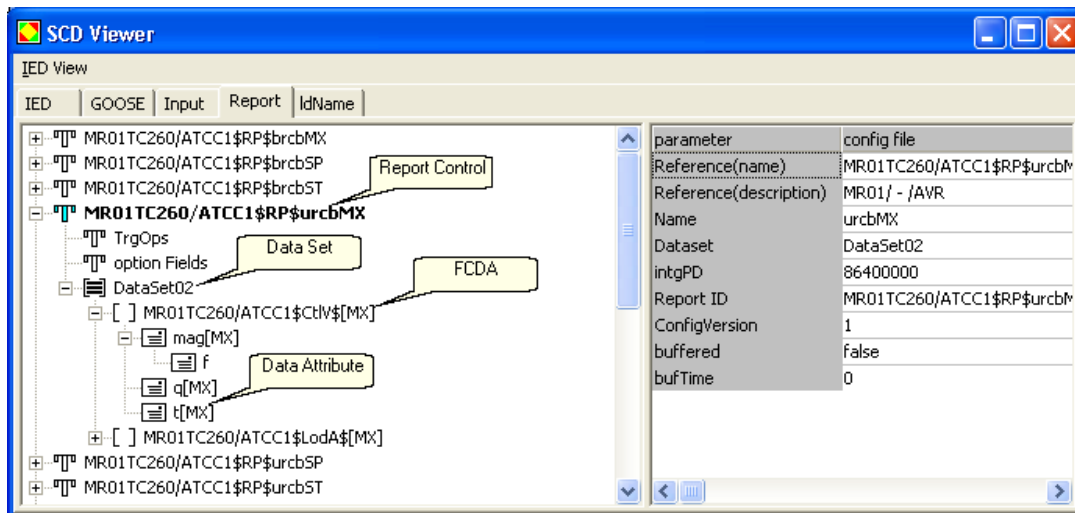 SCD Viewer
IED View
IED GOOSE Input Report ldName
MR01TC260/ATCC1$RP$brcbMX
MR01TC260/ATCC1$RP$brcbSP
MR01TC260/ATCC1$RP$brcbST
Report Control
MR01TC260/ATCC1$RP$urcbMX
TrgOps
option Fields
Data Set
DataSet02
FCDA
MR01TC260/ATCC1$CtlV$[MX]
mag[MX]
f
Data Attribute
q[MX]
t[MX]
MR01TC260/ATCC1$LodA$[MX]
MR01TC260/ATCC1$RP$urcbSP
MR01TC260/ATCC1$RP$urcbST
parameter config file
Reference(name) MR01TC260/ATCC1$RP$urcbM
Reference(description) MR01/ - /AVR
Name urcbMX
Dataset DataSet02
intgPD 86400000
Report ID MR01TC260/ATCC1$RP$urcbM
ConfigVersion 1
buffered false
bufTime 0